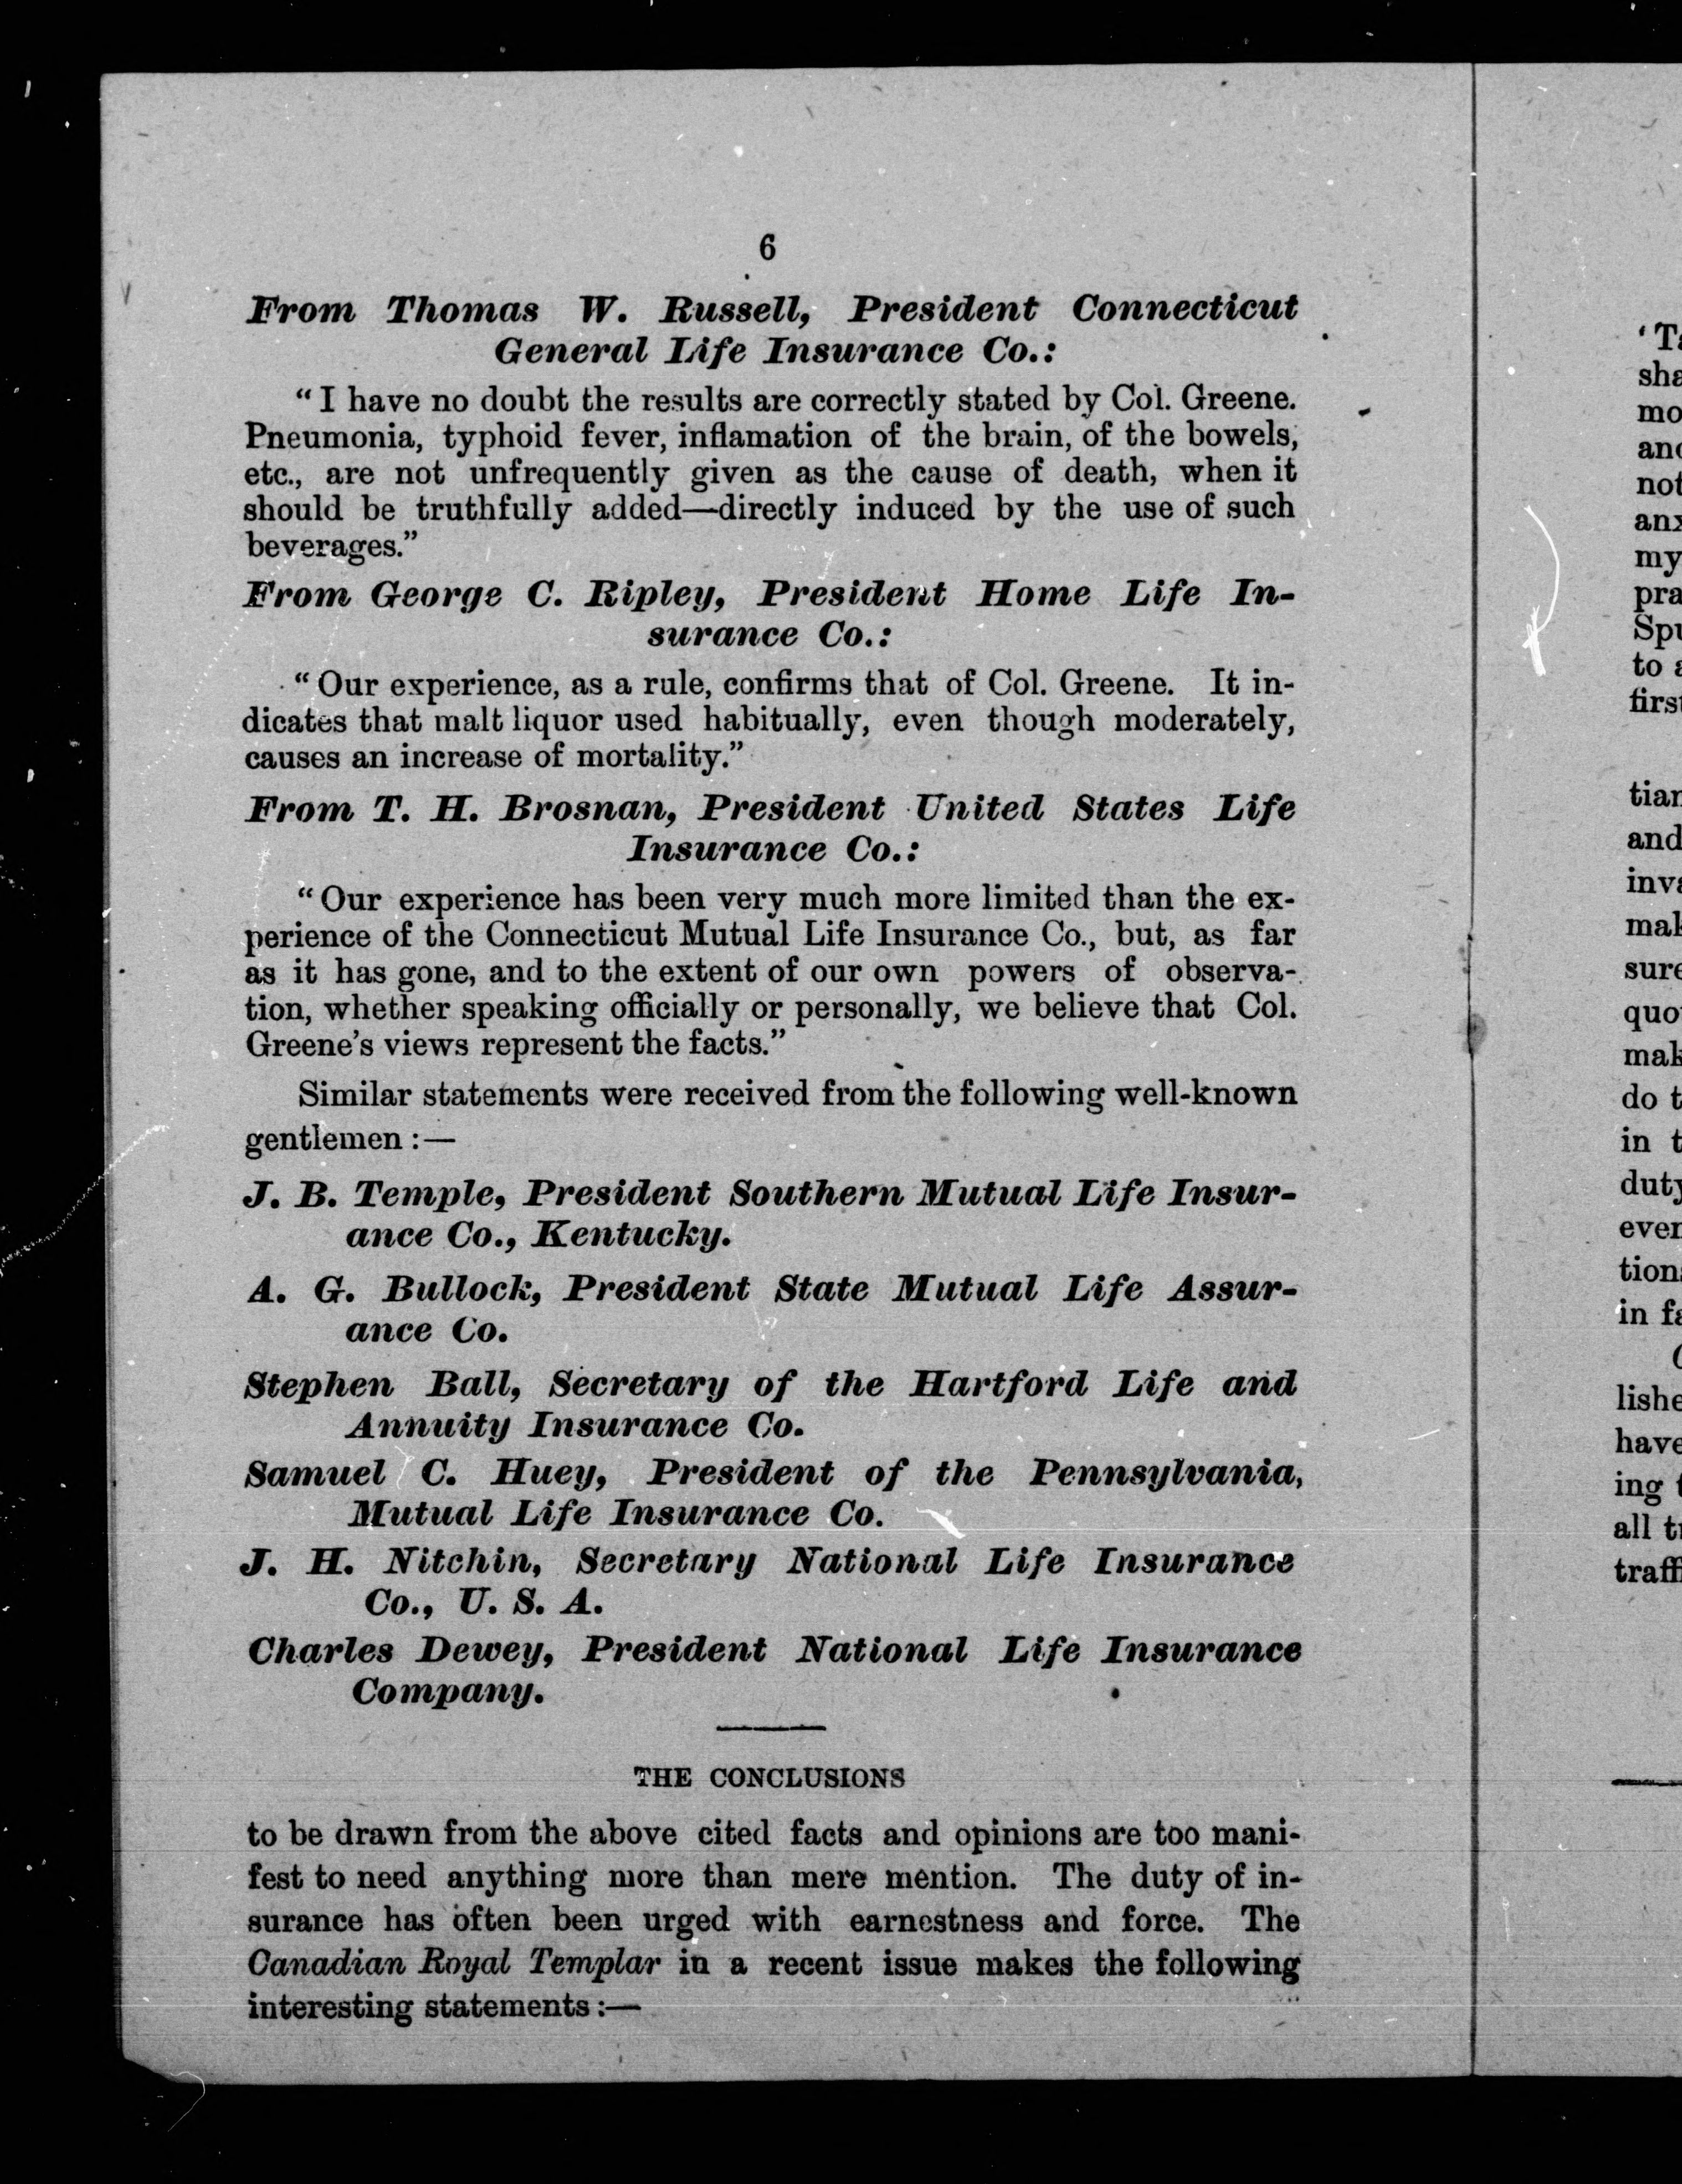 6
From Thomas W. Russell, President Connecticut
General Life Insurance Co.:
“I have no doubt the results are correctly stated by Col. Greene.
Pneumonia, typhoid fever, inflamation of the brain, of the bowels,
etc., are not unfrequently given as the cause of death, when it
should be truthfully added—directly induced by the use of such
beverages.”
From George C. Ripley, President Home Life In-
surance Co.:
“Our experience, as a rule, confirms that of Col. Greene. It in-
dicates that malt liquor used habitually, even though moderately,
causes an increase of mortality.”
From T. H. Brosnan, President United States Life
Insurance Co.:
“Our experience has been very much more limited than the ex-
perience of the Connecticut Mutual Life Insurance Co., but, as far
as it has gone, and to the extent of our own powers of observa-
tion, whether speaking officially or personally, we believe that Col.
Greene’s views represent the facts.”
Similar statements were received from the following well-known
gentlemen :—
J. B. Temple, President Southern Mutual Life Insur-
ance Co., Kentucky.
A. G. Bullock, President State Mutual Life Assur-
ance Co.
Stephen Ball, Secretary of the Hartford Life and
Annuity Insurance Co.
Samuel C. Huey, President of the Pennsylvania,
Mutual Life Insurance Co.
J. H. Nitchin, Secretary National Life Insurance
Co., U. S. A.
Charles Dewey, President National Life Insurance
Company.
THE CONCLUSIONS
to be drawn from the above cited facts and opinions are too mani-
fest to need anything more than mere mention. The duty of in-
surance has often been urged with earnestness and force. The
Canadian Royal Templar in a recent issue makes the following
interesting statements :—
my
to
and
do
in
in
have
ing
all